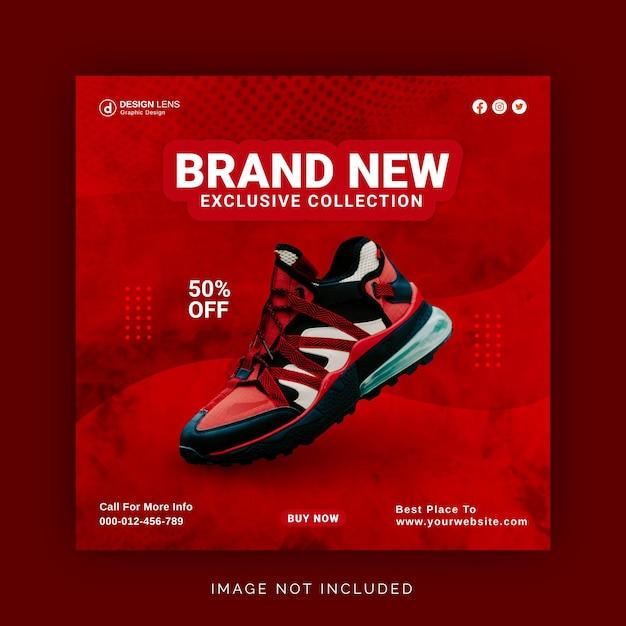 DESIGN LENS
Graphic Design
BRAND NEW
EXCLUSIVE COLLECTION
50%
OFF
Call For More Info
000-012-456-789
BUY NOW
Best Place To
www.yourwebsite.com
IMAGE NOT INCLUDED